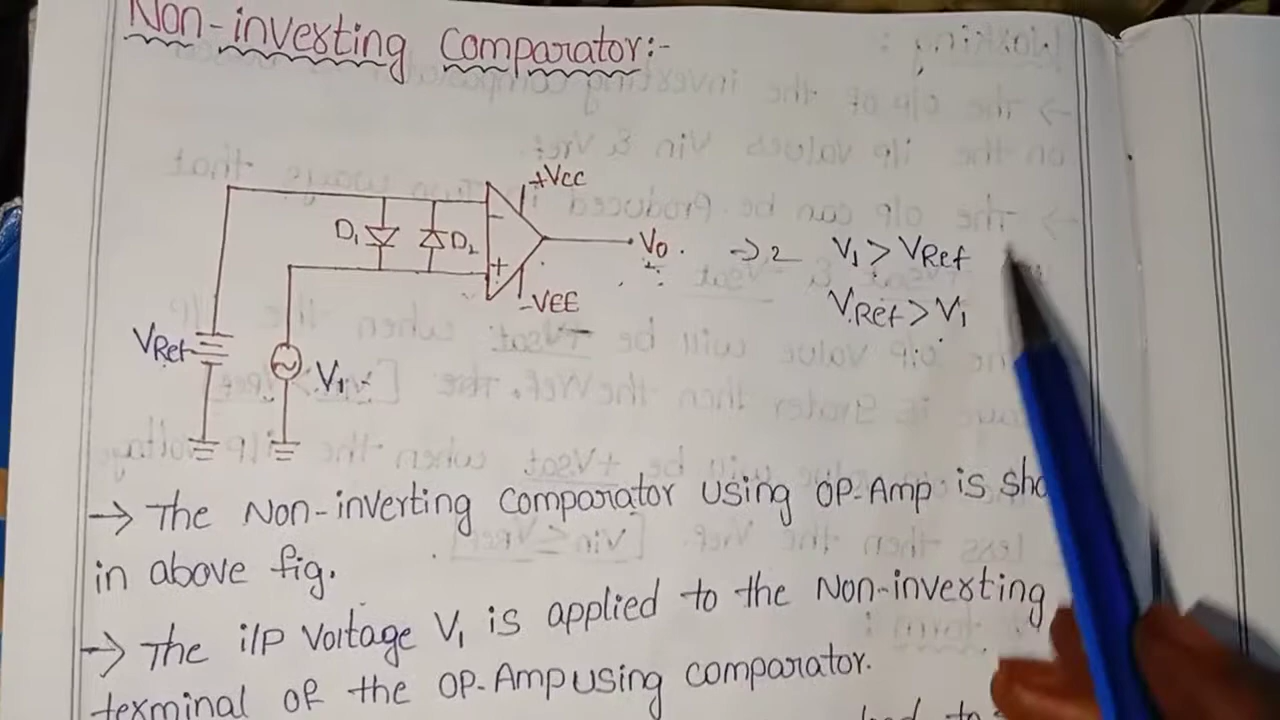 Non-inverting Comparator:-
+Vcc
D1 D2
- Vo. → 2 V1 > VRef
+
-VEE VRef > V1
VRef V1
→ The Non-inverting Comparator using OP-Amp is
in above fig.
→ The i/P Voltage V1 is applied to the Non-inverting
terminal of the OP-Amp using comparator.